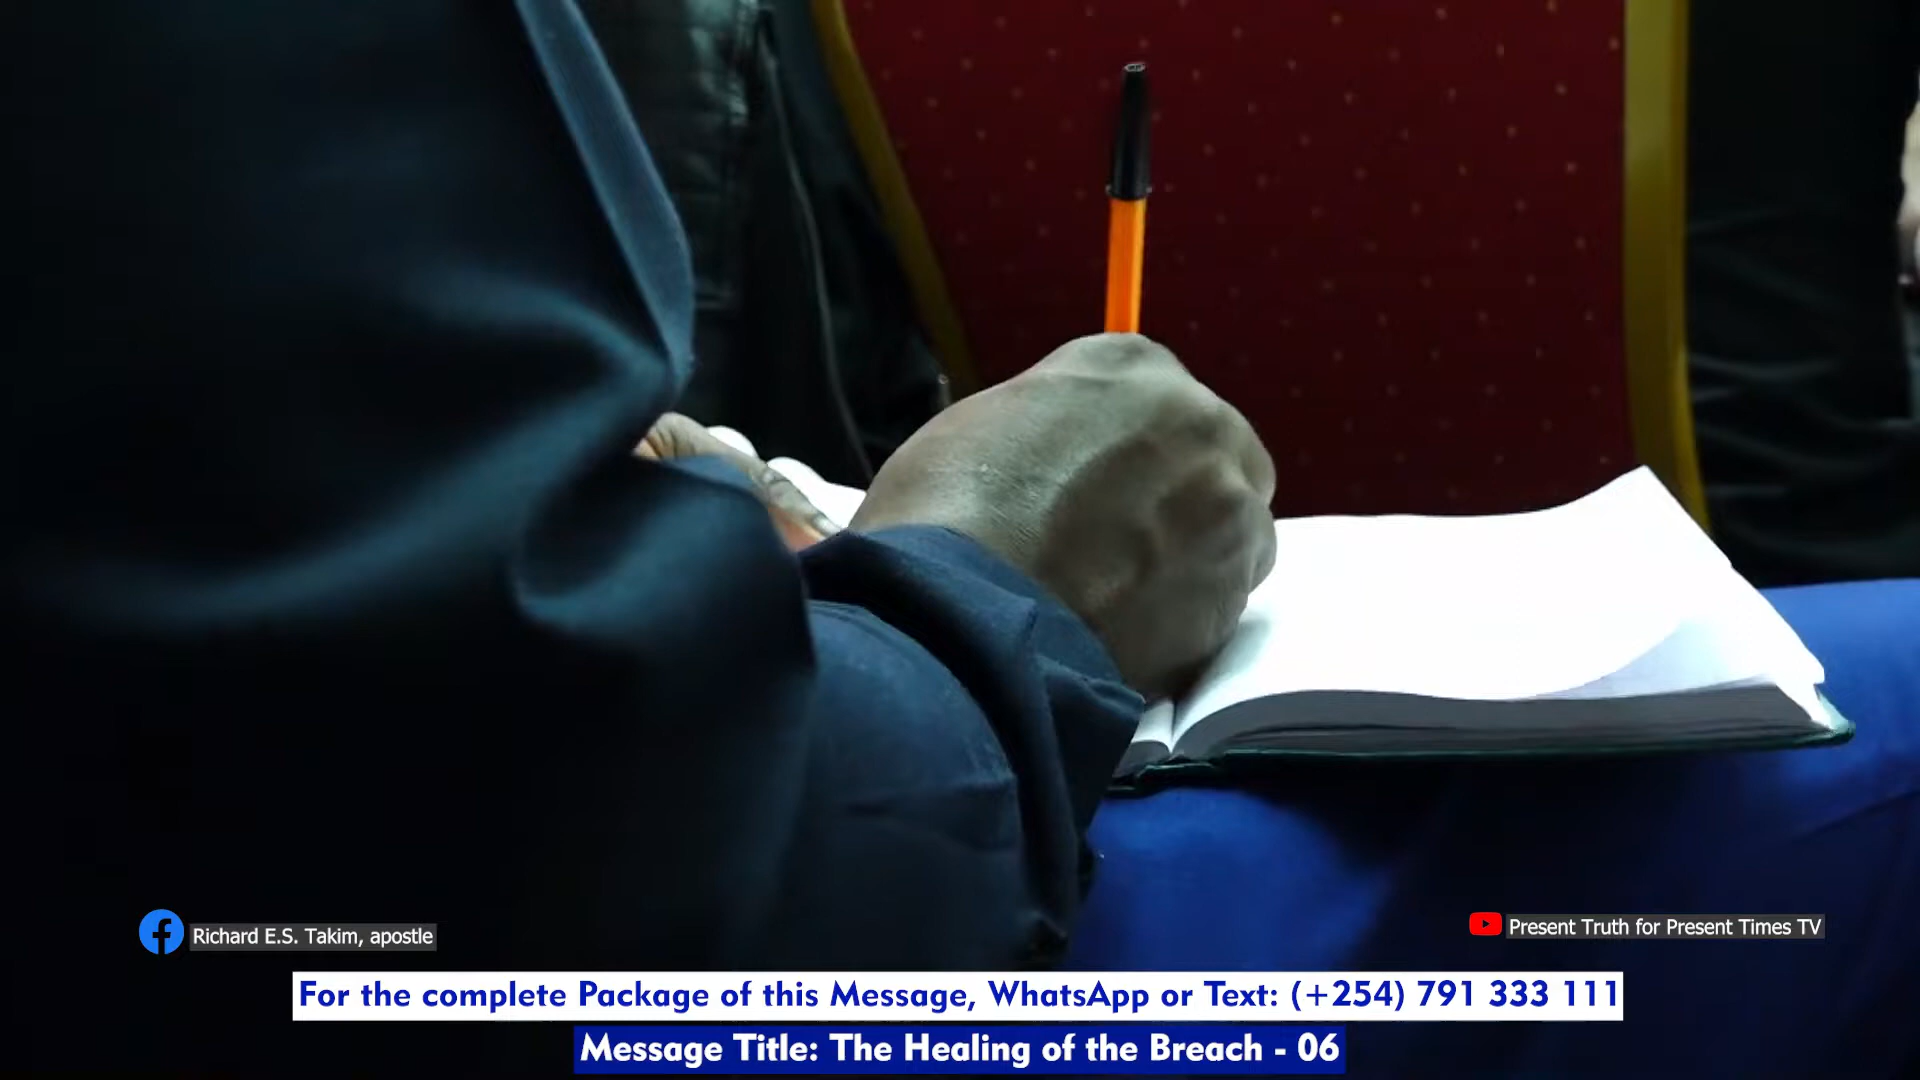 Richard E.S. Takim, apostle
Present Truth for Present Times TV
For the complete Package of this Message, WhatsApp or Text: (+254) 791 333 111
Message Title: The Healing of the Breach - 06